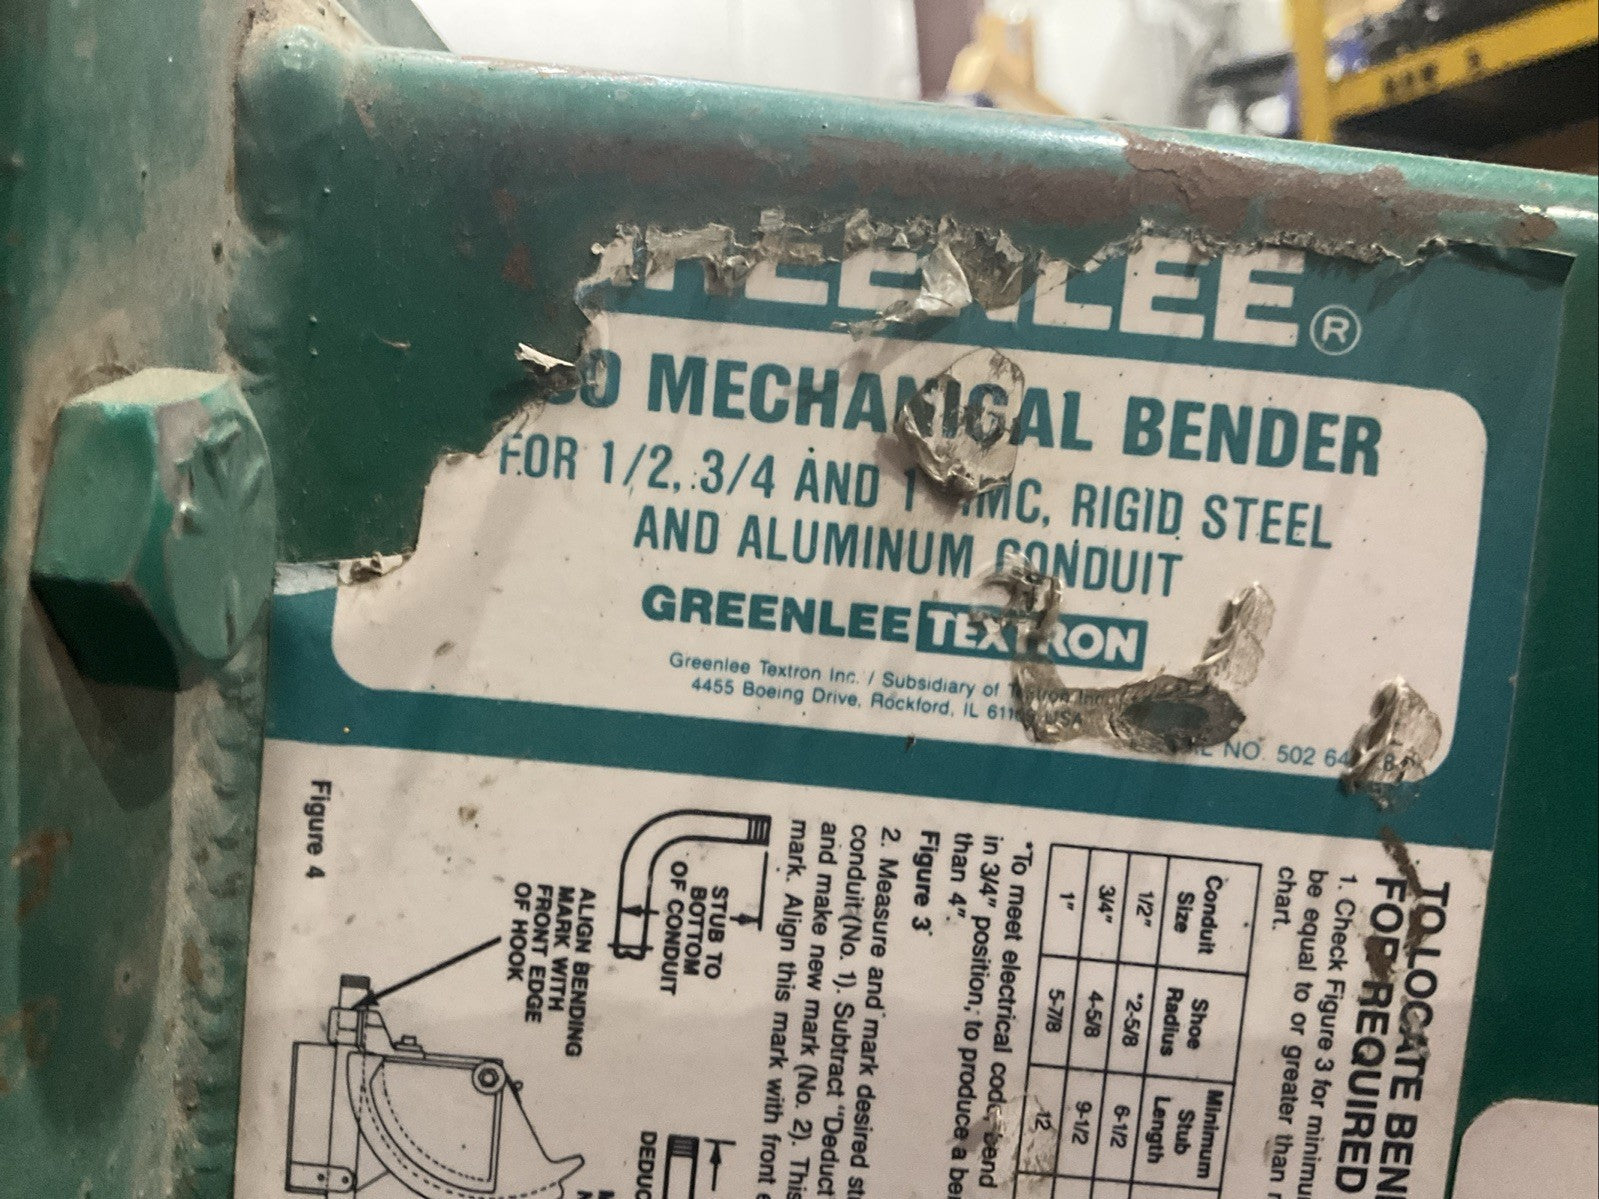 GREENLEE®
MECHANICAL BENDER
FOR 1/2, 3/4 AND 1 IMC, RIGID STEEL
AND ALUMINUM CONDUIT
GREENLEE TEXTRON
Greenlee Textron Inc. / Subsidiary of Textron Inc.
4455 Boeing Drive, Rockford, IL USA
NO. 502
TO LOCATE
FOR REQUIRED
1. Check Figure 3 for
be equal to or greater than
chart.
Conduit Size
Shoe Radius
Minimum Stub Length
1/2" *2-5/8 6-1/2
3/4" 4-5/8 9-1/2
1" 5-7/8 12
*To meet electrical code, bend
in 3/4" position; to produce a
than 4".
Figure 3
2. Measure and mark desired
conduit (No. 1). Subtract "Deduct
and make new mark (No. 2). This
mark. Align this mark with front
STUB TO
BOTTOM
OF CONDUIT
ALIGN BENDING
MARK WITH
FRONT EDGE
OF HOOK
Figure 4